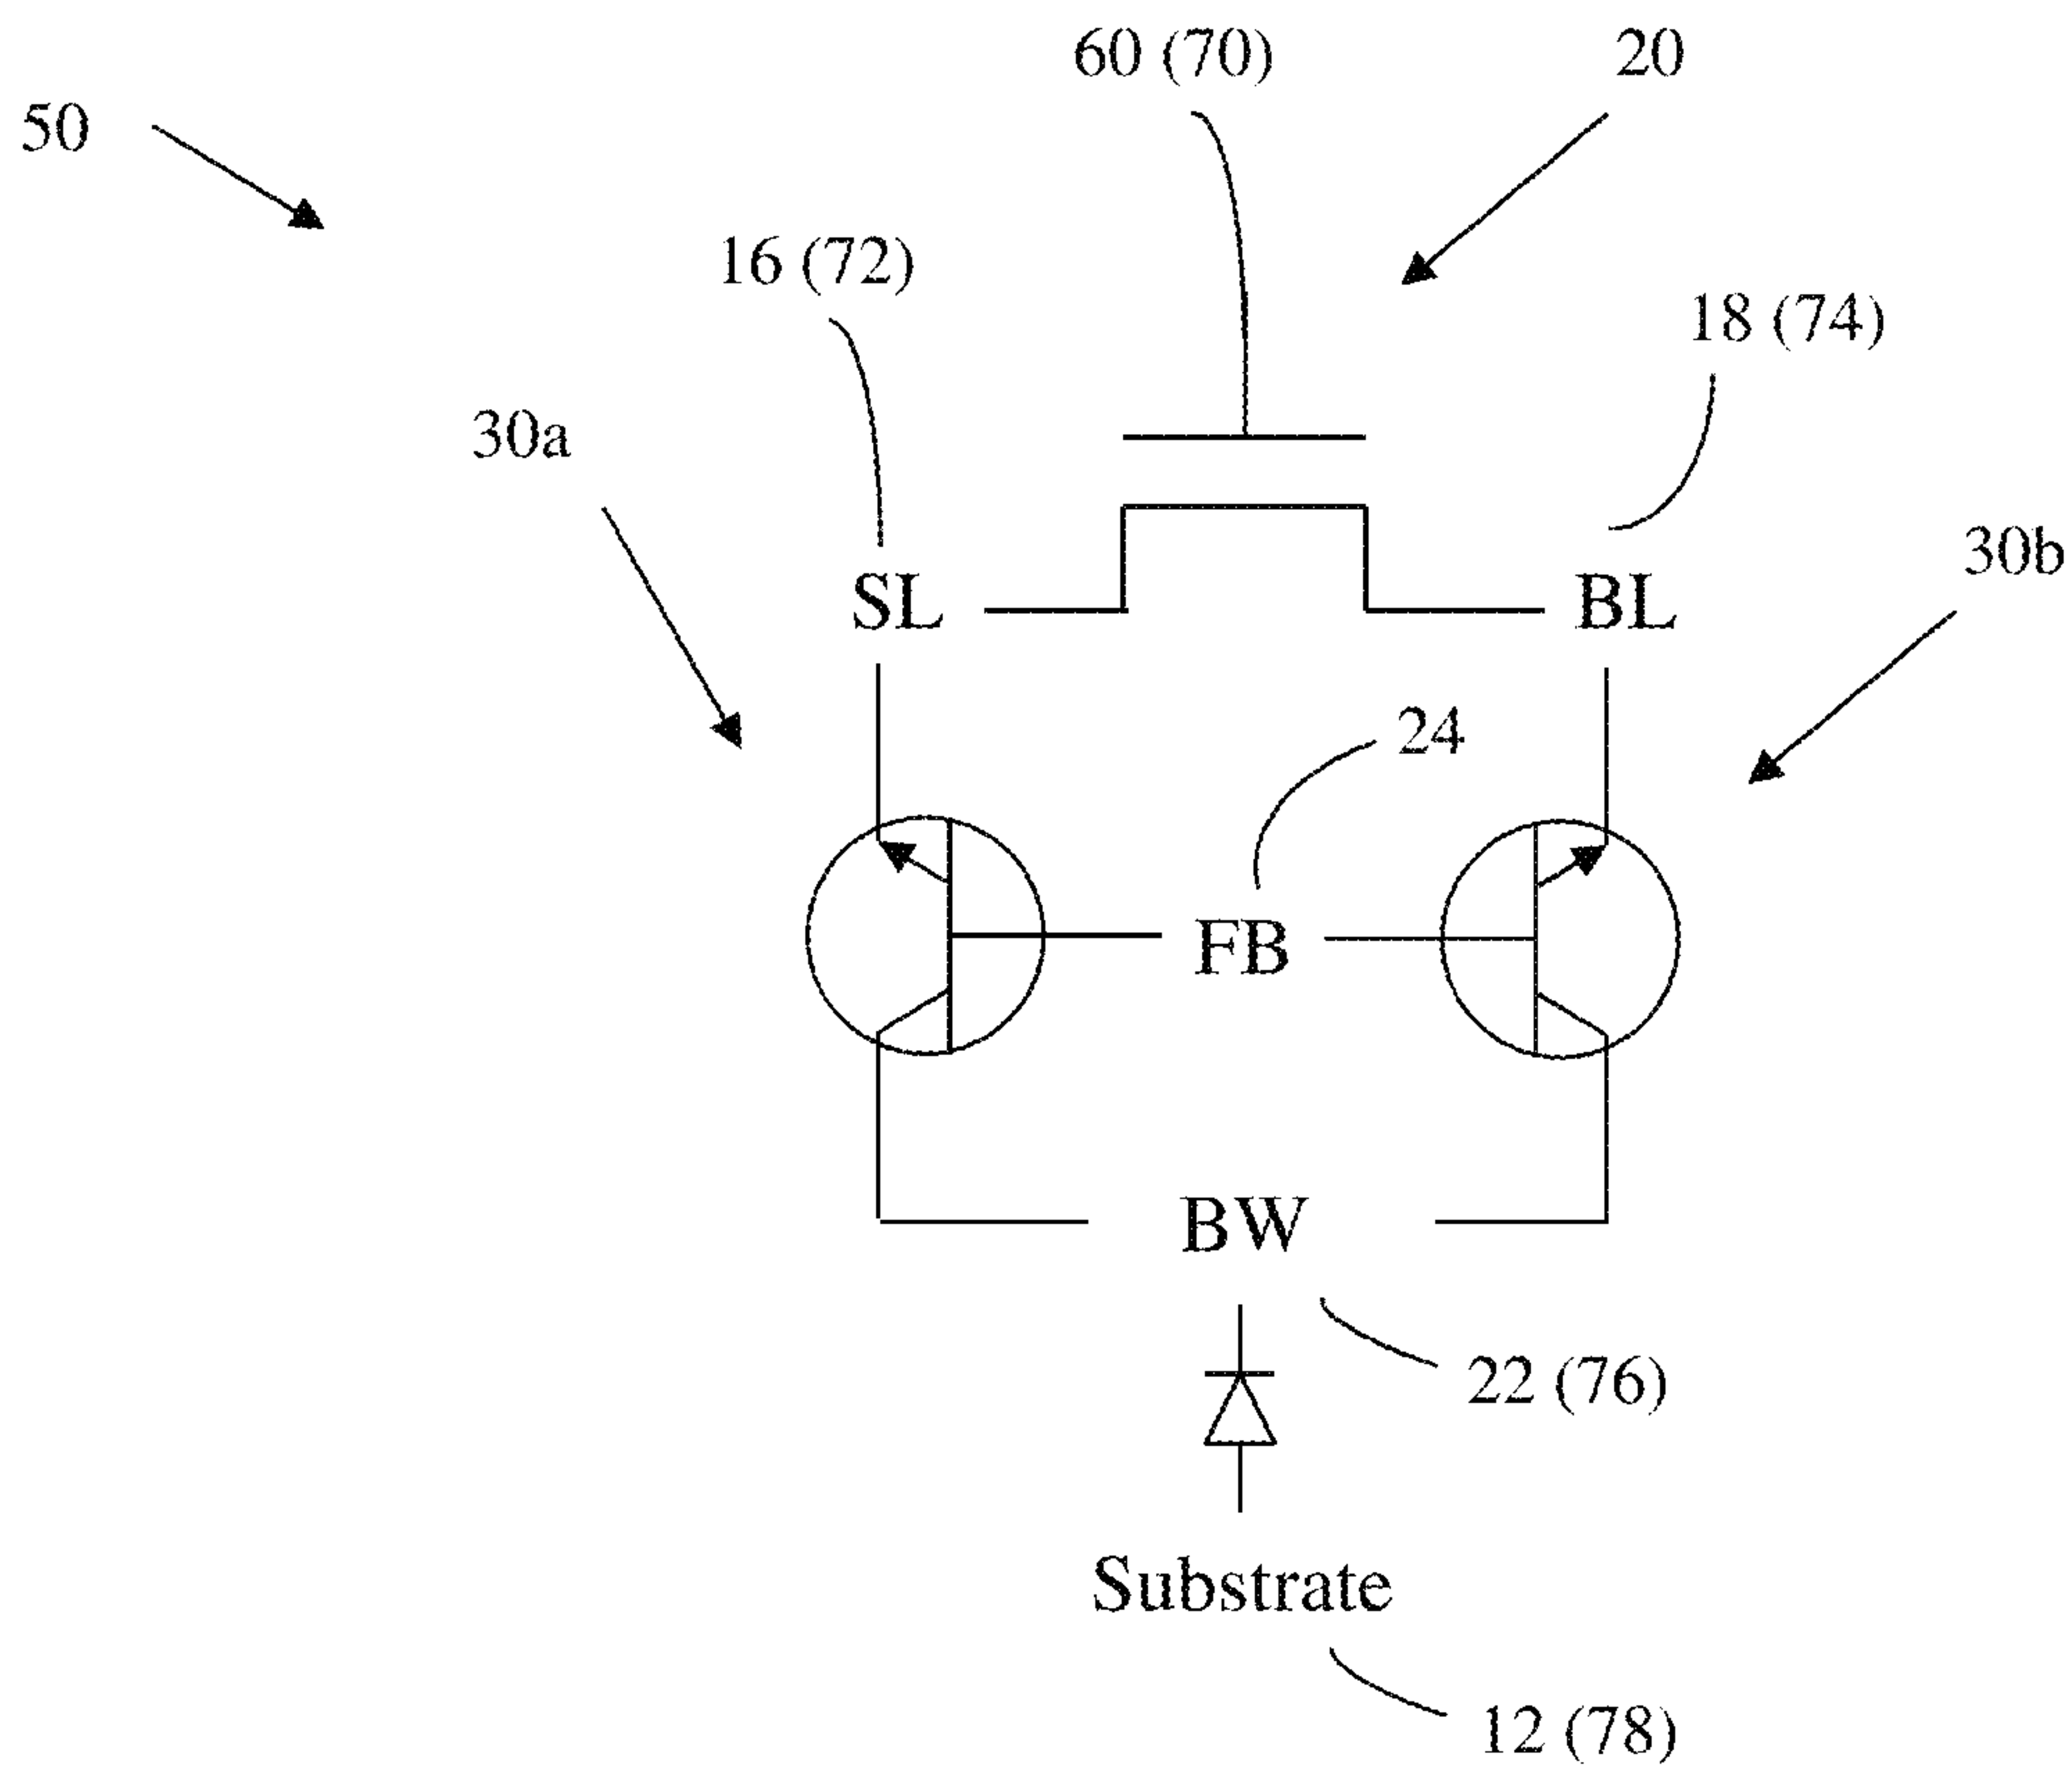 60 (70)
20
50
16 (72)
18 (74)
30a
30b
SL
BL
24
FB
BW
22 (76)
Substrate
12 (78)